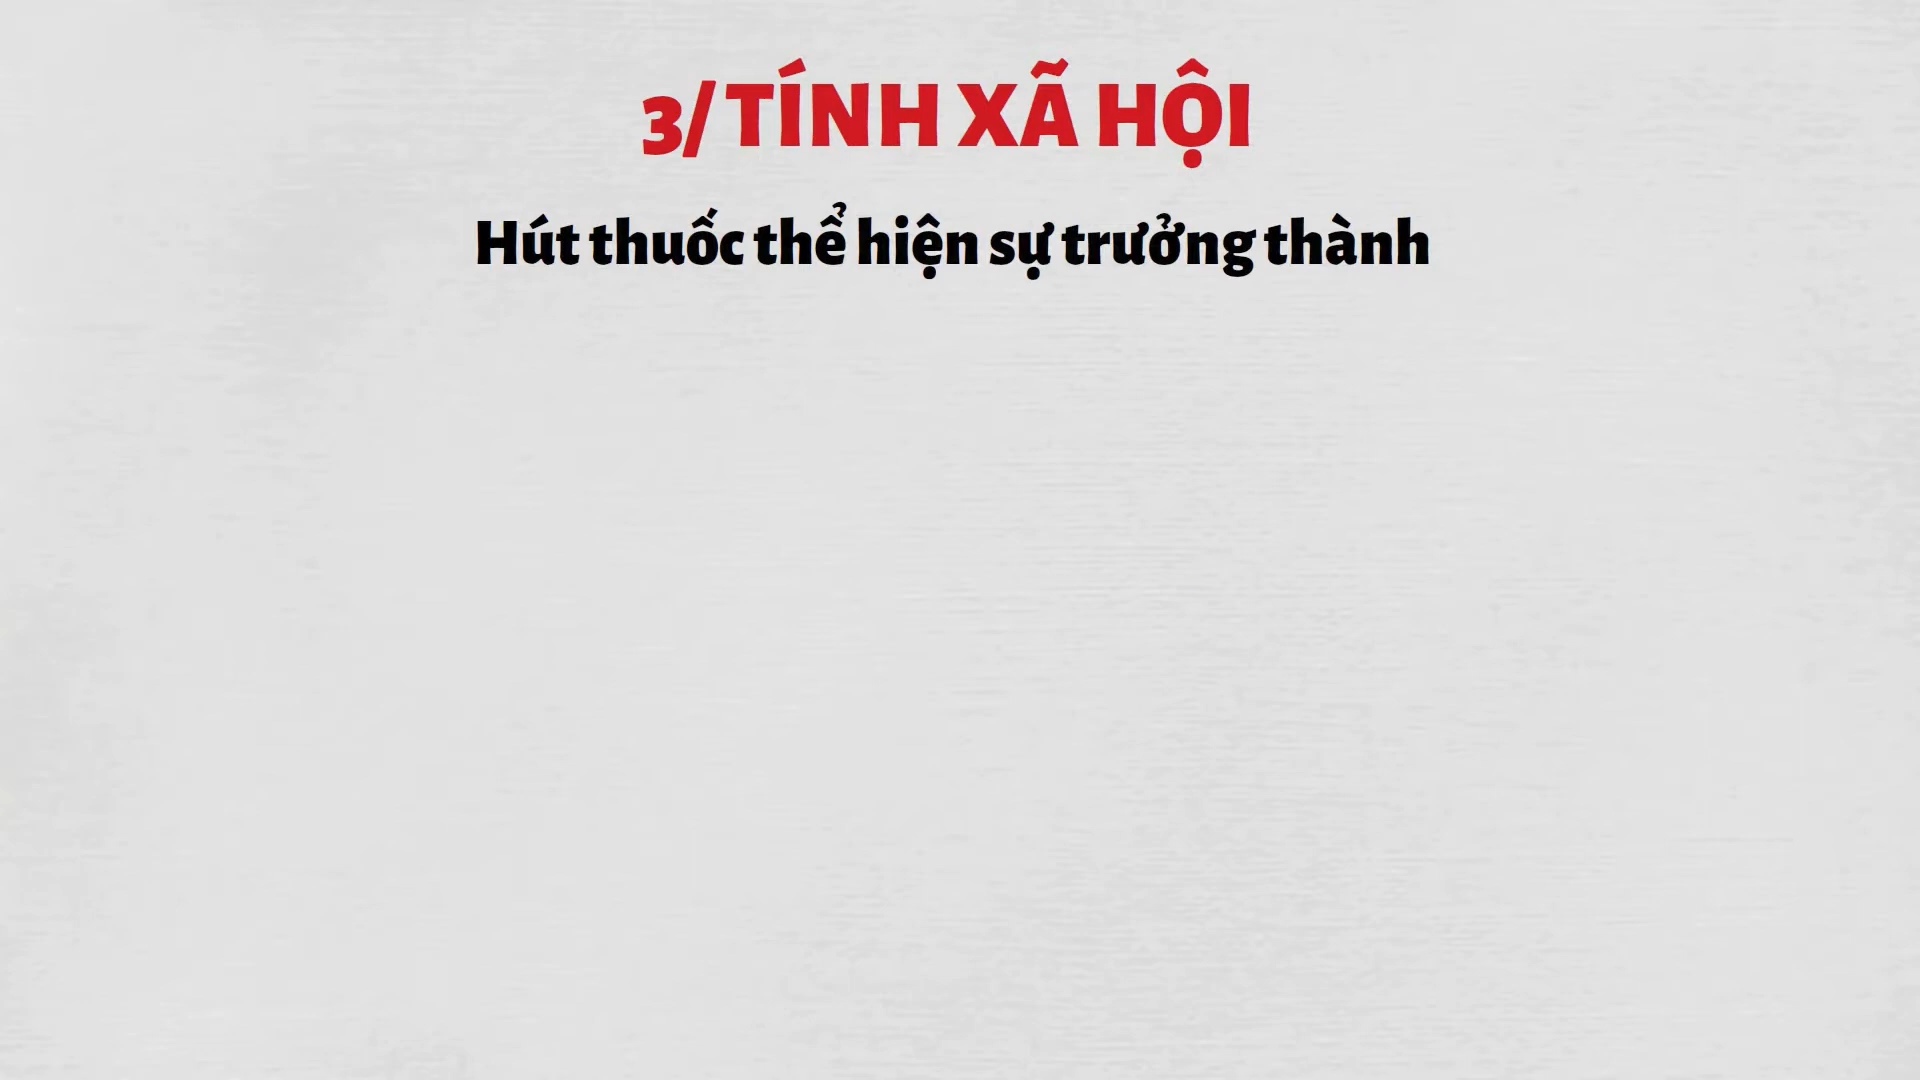 3/ TÍNH XÃ HỘI
Hút thuốc thể hiện sự trưởng thành